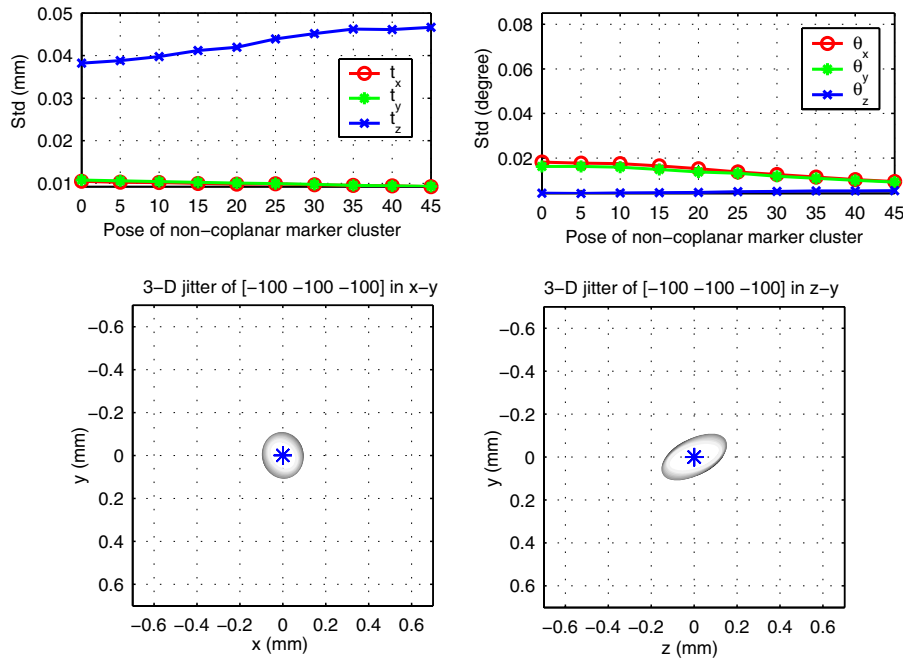 0.05
0.04
0.03
0.02
0.01
Std (mm)
t_x
t_y
t_z
0 5 10 15 20 25 30 35 40 45
Pose of non−coplanar marker cluster
0.08
0.06
0.04
0.02
Std (degree)
θ_x
θ_y
θ_z
0 5 10 15 20 25 30 35 40 45
Pose of non−coplanar marker cluster
3−D jitter of [−100 −100 −100] in x−y
−0.6
−0.4
−0.2
0
0.2
0.4
0.6
y (mm)
−0.6 −0.4 −0.2 0 0.2 0.4 0.6
x (mm)
3−D jitter of [−100 −100 −100] in z−y
−0.6
−0.4
−0.2
0
0.2
0.4
0.6
y (mm)
−0.6 −0.4 −0.2 0 0.2 0.4 0.6
z (mm)